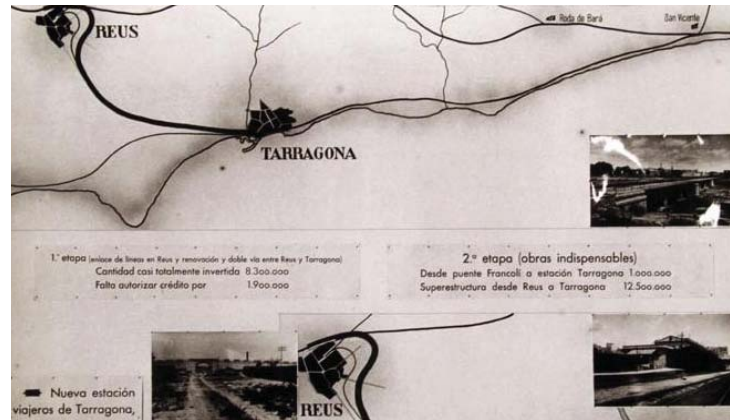 REUS
Roda de Bará
San Vicente
TARRAGONA
1.ª etapa (enlace de líneas en Reus y renovación y doble vía entre Reus y Tarragona)
Cantidad casi totalmente invertida 8.300.000
Falta autorizar crédito por 1.900.000
2.ª etapa (obras indispensables)
Desde puente Francolí a estación Tarragona 1.000.000
Superestructura desde Reus a Tarragona 12.500.000
Nueva estación
viajeros de Tarragona,
REUS